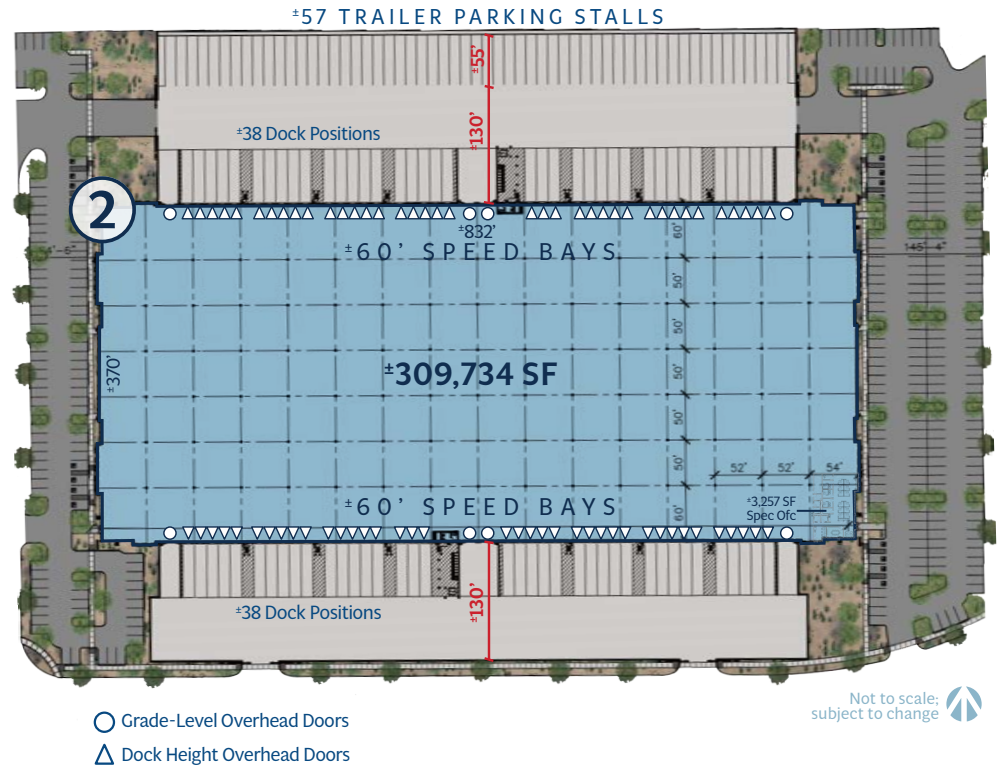 ±57 TRAILER PARKING STALLS
±55'
±130'
±38 Dock Positions
2
±832'
±60' SPEED BAYS
60'
145'-4"
50'
50'
±370'
±309,734 SF
50'
50'
50'
52' 52' 54'
±60' SPEED BAYS
60'
±3,257 SF
Spec Ofc
±38 Dock Positions
±130'
Not to scale;
subject to change
Grade-Level Overhead Doors
Dock Height Overhead Doors